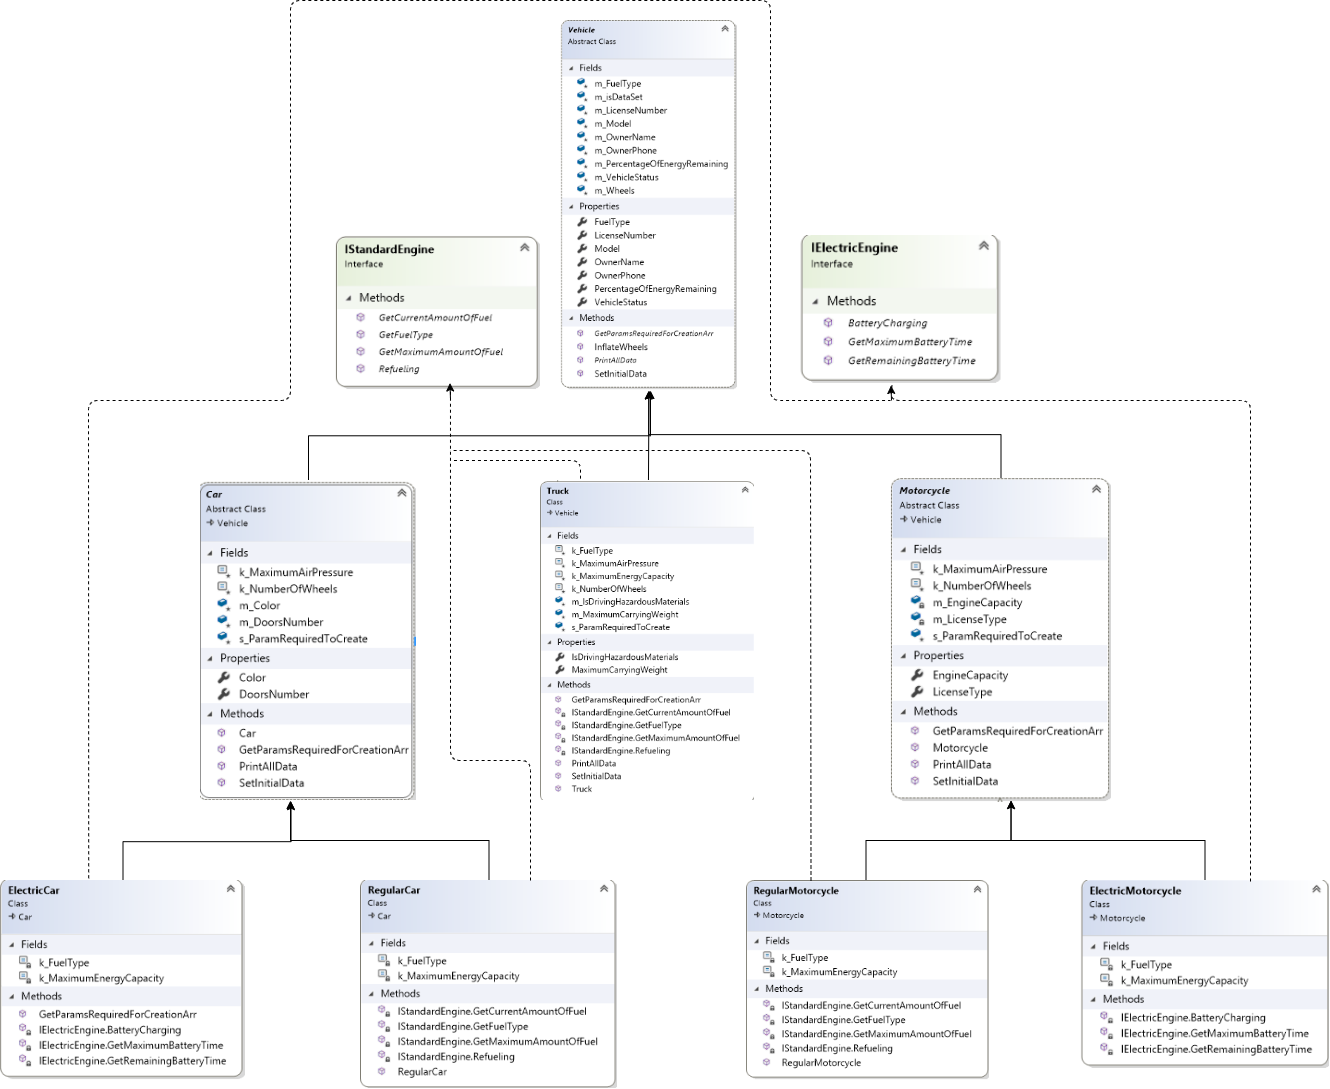 Vehicle
Abstract Class
Fields
m_FuelType
m_isDataSet
m_LicenseNumber
m_Model
m_OwnerName
m_OwnerPhone
m_PercentageOfEnergyRemaining
m_VehicleStatus
m_Wheels
Properties
FuelType
LicenseNumber
Model
OwnerName
OwnerPhone
PercentageOfEnergyRemaining
VehicleStatus
Methods
GetParamsRequiredForCreationArr
InflateWheels
PrintAllData
SetInitialData
IStandardEngine
Interface
Methods
GetCurrentAmountOfFuel
GetFuelType
GetMaximumAmountOfFuel
Refueling
IElectricEngine
Interface
Methods
BatteryCharging
GetMaximumBatteryTime
GetRemainingBatteryTime
Car
Abstract Class
Vehicle
Fields
k_MaximumAirPressure
k_NumberOfWheels
m_Color
m_DoorsNumber
s_ParamRequiredToCreate
Properties
Color
DoorsNumber
Methods
Car
GetParamsRequiredForCreationArr
PrintAllData
SetInitialData
Truck
Class
Vehicle
Fields
k_FuelType
k_MaximumAirPressure
k_MaximumEnergyCapacity
k_NumberOfWheels
m_IsDrivingHazardousMaterials
m_MaximumCarryingWeight
s_ParamRequiredToCreate
Properties
IsDrivingHazardousMaterials
MaximumCarryingWeight
Methods
GetParamsRequiredForCreationArr
IStandardEngine.GetCurrentAmountOfFuel
IStandardEngine.GetFuelType
IStandardEngine.GetMaximumAmountOfFuel
IStandardEngine.Refueling
PrintAllData
SetInitialData
Truck
Motorcycle
Abstract Class
Vehicle
Fields
k_MaximumAirPressure
k_NumberOfWheels
m_EngineCapacity
m_LicenseType
s_ParamRequiredToCreate
Properties
EngineCapacity
LicenseType
Methods
GetParamsRequiredForCreationArr
Motorcycle
PrintAllData
SetInitialData
ElectricCar
Class
Car
Fields
k_FuelType
k_MaximumEnergyCapacity
Methods
GetParamsRequiredForCreationArr
IElectricEngine.BatteryCharging
IElectricEngine.GetMaximumBatteryTime
IElectricEngine.GetRemainingBatteryTime
RegularCar
Class
Car
Fields
k_FuelType
k_MaximumEnergyCapacity
Methods
IStandardEngine.GetCurrentAmountOfFuel
IStandardEngine.GetFuelType
IStandardEngine.GetMaximumAmountOfFuel
IStandardEngine.Refueling
RegularCar
RegularMotorcycle
Class
Motorcycle
Fields
k_FuelType
k_MaximumEnergyCapacity
Methods
IStandardEngine.GetCurrentAmountOfFuel
IStandardEngine.GetFuelType
IStandardEngine.GetMaximumAmountOfFuel
IStandardEngine.Refueling
RegularMotorcycle
ElectricMotorcycle
Class
Motorcycle
Fields
k_FuelType
k_MaximumEnergyCapacity
Methods
IElectricEngine.BatteryCharging
IElectricEngine.GetMaximumBatteryTime
IElectricEngine.GetRemainingBatteryTime